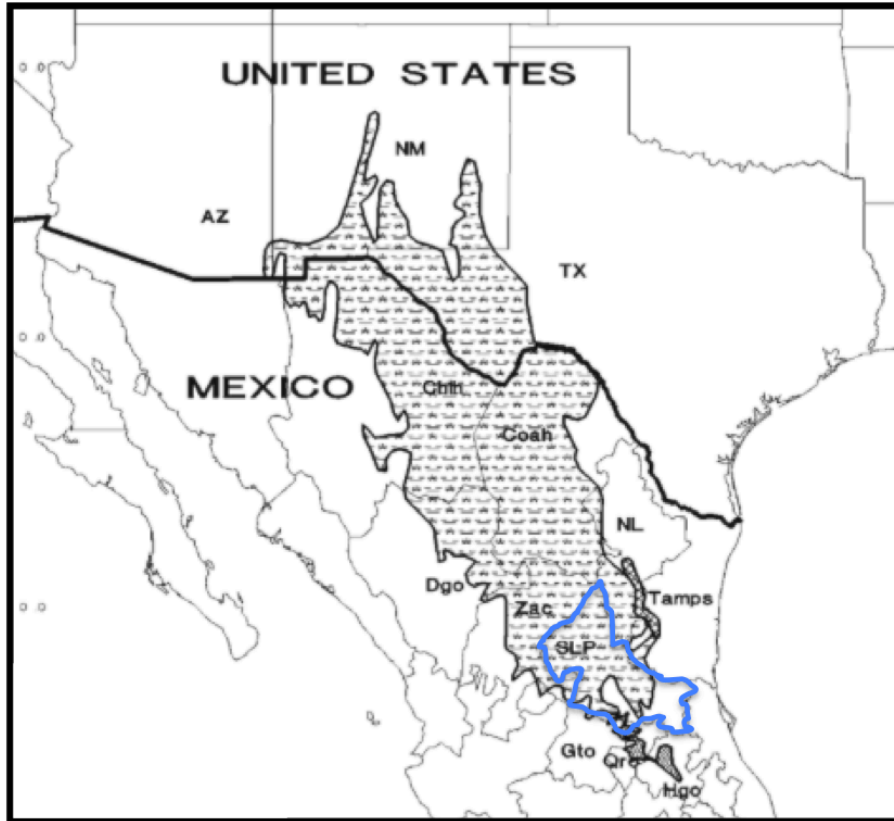 UNITED STATES
NM
AZ
TX
MEXICO
Chih
Coah
NL
Dgo
Zac
Tamps
SLP
Gto
Qro
Hgo